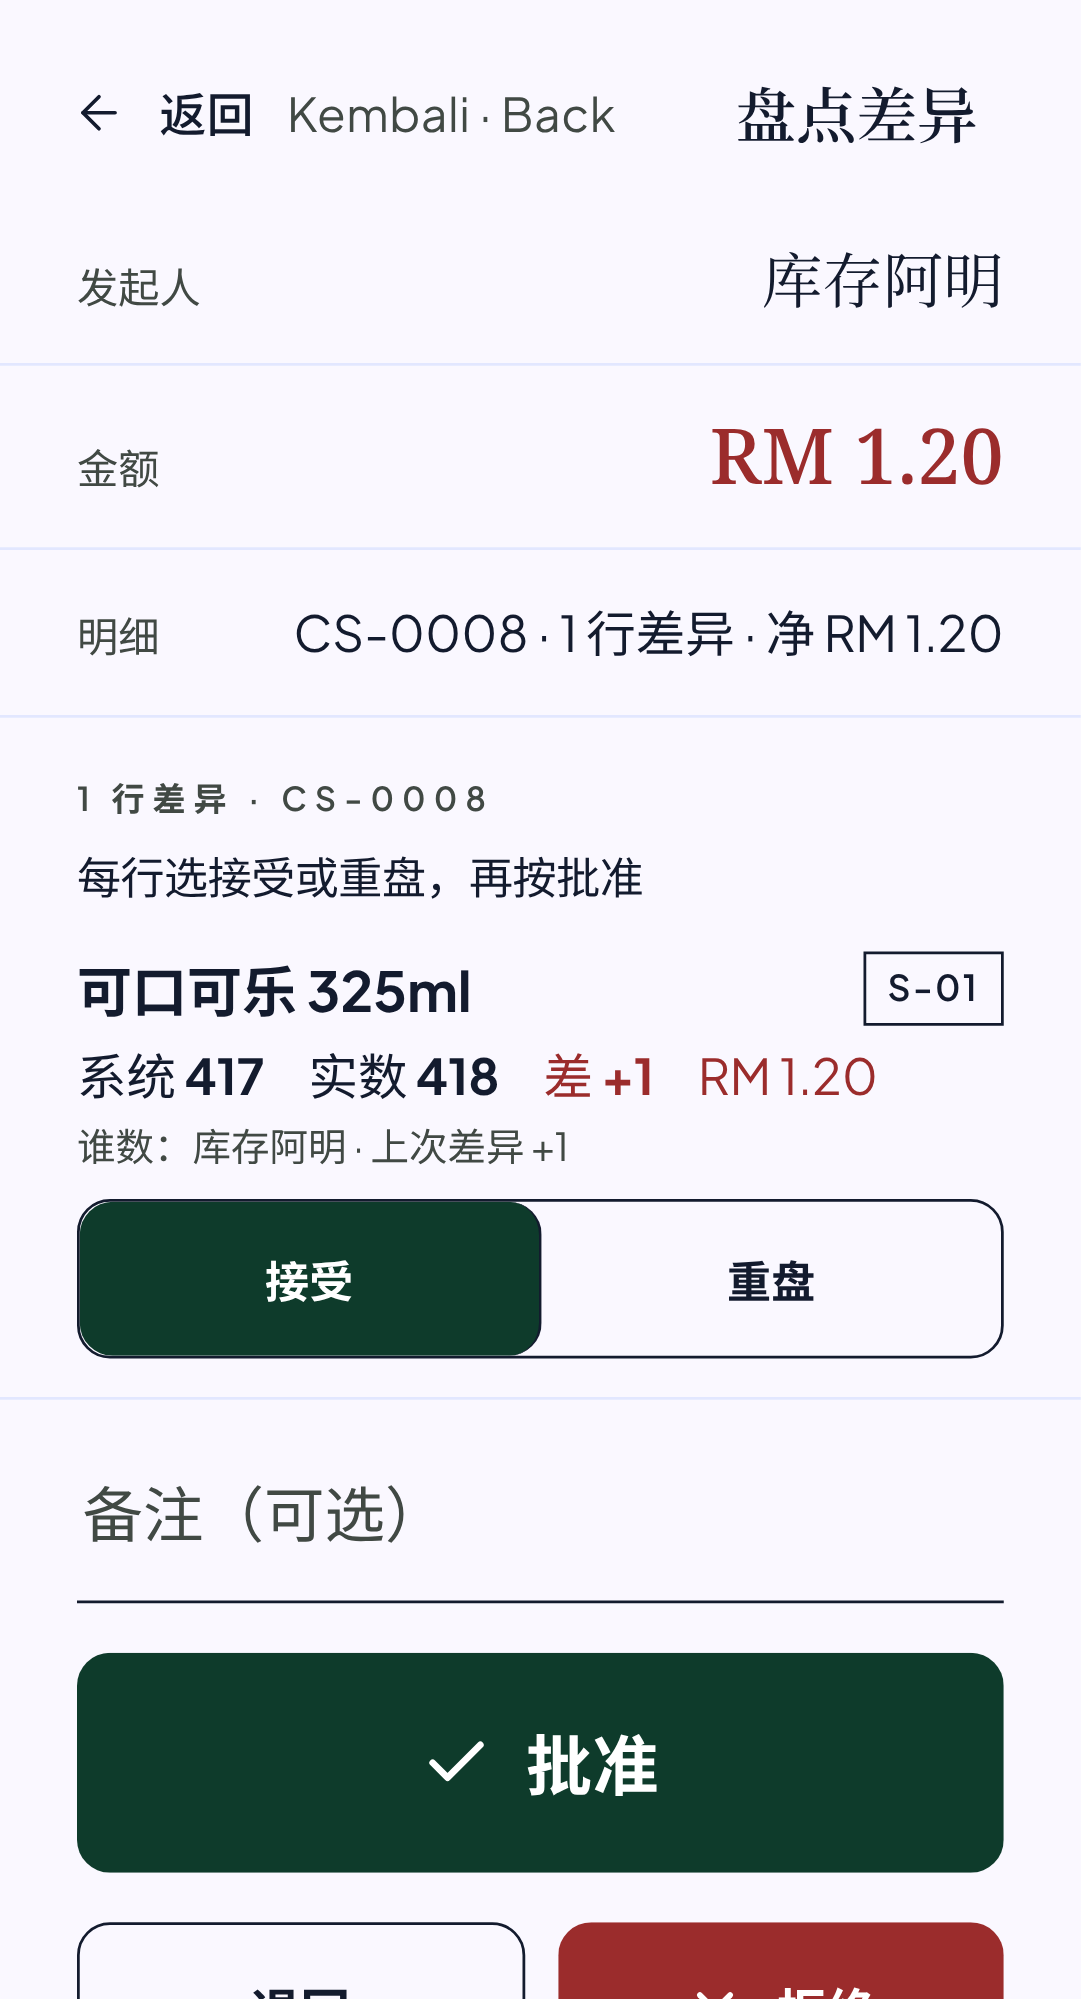 ← 返回 Kembali · Back 盘点差异
发起人 库存阿明
金额 RM 1.20
明细 CS-0008 · 1 行差异 · 净 RM 1.20
1 行差异 · CS-0008
每行选接受或重盘，再按批准
可口可乐 325ml S-01
系统 417 实数 418 差 +1 RM 1.20
谁数：库存阿明 · 上次差异 +1
接受 重盘
备注（可选）
✓ 批准